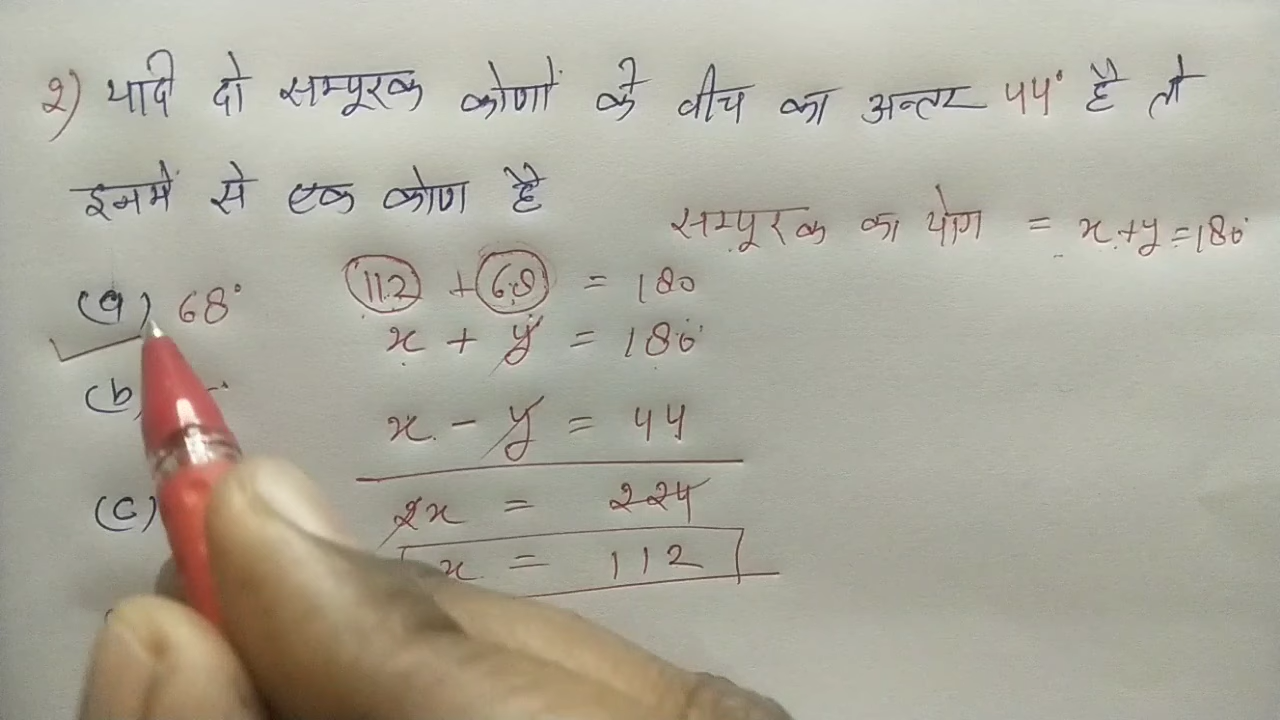 २) यदि दो सम्पूरक कोणों के बीच का अन्तर 44° है तो
इनमें से एक कोण है
सम्पूरक का योग = x+y=180°
(a) 68°
112 + 68 = 180
x + y = 180°
(b)
x - y = 44
(c)
2x = 224
x = 112